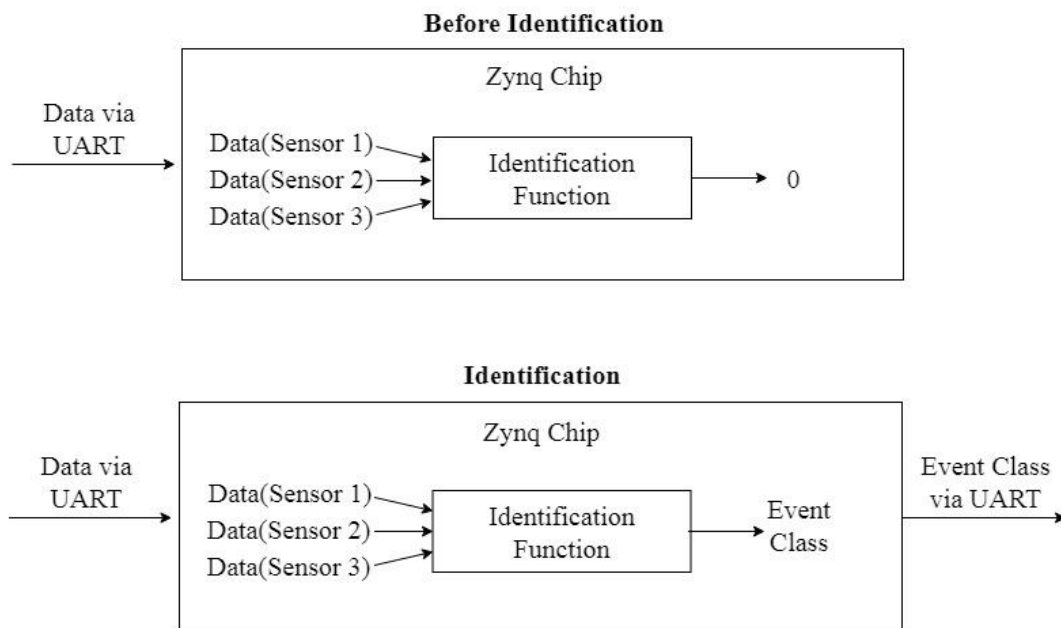 Before Identification
Zynq Chip
Data via
UART
Data(Sensor 1)
Data(Sensor 2)
Data(Sensor 3)
Identification
Function
0
Identification
Zynq Chip
Data via
UART
Data(Sensor 1)
Data(Sensor 2)
Data(Sensor 3)
Identification
Function
Event
Class
Event Class
via UART